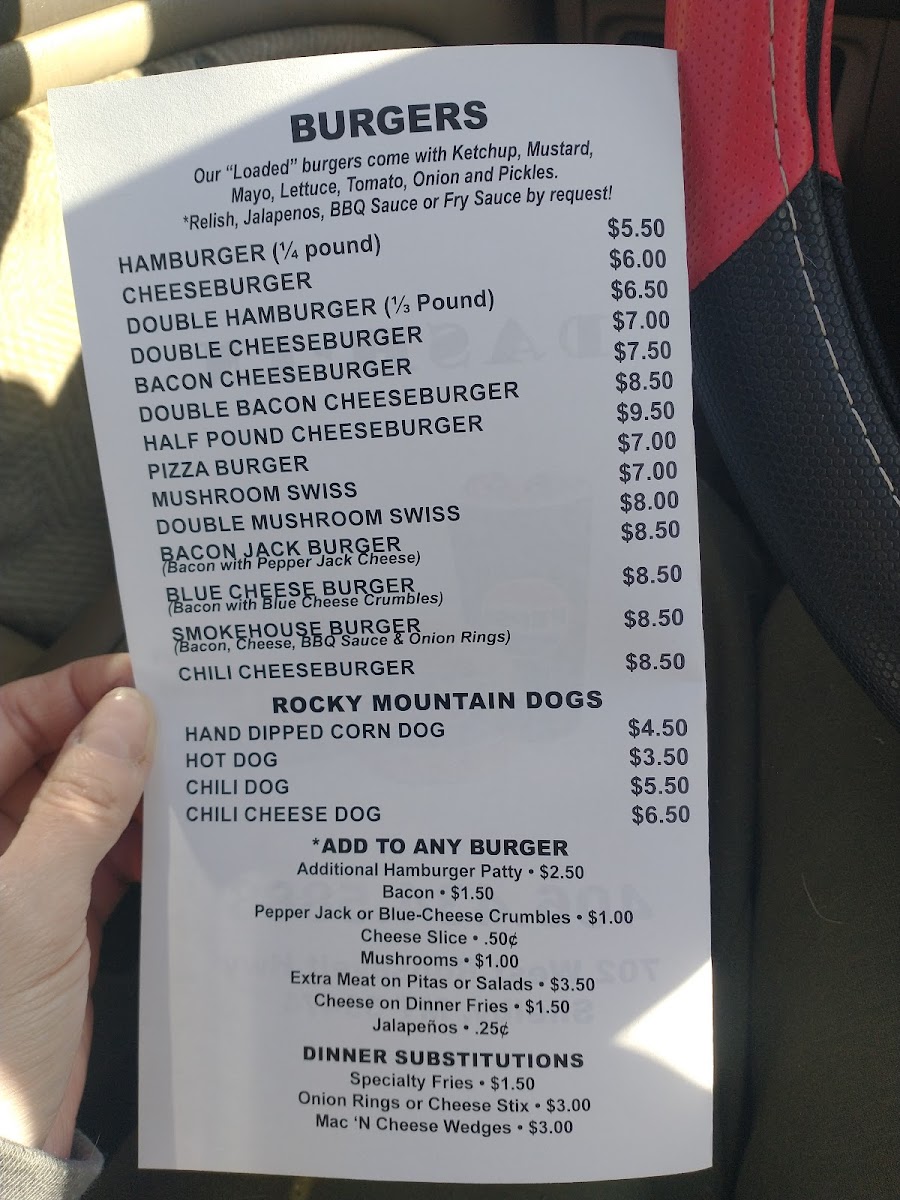 BURGERS
Our "Loaded" burgers come with Ketchup, Mustard,
Mayo, Lettuce, Tomato, Onion and Pickles.
*Relish, Jalapenos, BBQ Sauce or Fry Sauce by request!
HAMBURGER (¼ pound) $5.50
CHEESEBURGER $6.00
DOUBLE HAMBURGER (⅓ Pound) $6.50
DOUBLE CHEESEBURGER $7.00
BACON CHEESEBURGER $7.50
DOUBLE BACON CHEESEBURGER $8.50
HALF POUND CHEESEBURGER $9.50
PIZZA BURGER $7.00
MUSHROOM SWISS $7.00
DOUBLE MUSHROOM SWISS $8.00
BACON JACK BURGER $8.50
(Bacon with Pepper Jack Cheese)
BLUE CHEESE BURGER $8.50
(Bacon with Blue Cheese Crumbles)
SMOKEHOUSE BURGER $8.50
(Bacon, Cheese, BBQ Sauce & Onion Rings)
CHILI CHEESEBURGER $8.50
ROCKY MOUNTAIN DOGS
HAND DIPPED CORN DOG $4.50
HOT DOG $3.50
CHILI DOG $5.50
CHILI CHEESE DOG $6.50
*ADD TO ANY BURGER
Additional Hamburger Patty • $2.50
Bacon • $1.50
Pepper Jack or Blue-Cheese Crumbles • $1.00
Cheese Slice • .50¢
Mushrooms • $1.00
Extra Meat on Pitas or Salads • $3.50
Cheese on Dinner Fries • $1.50
Jalapeños • .25¢
DINNER SUBSTITUTIONS
Specialty Fries • $1.50
Onion Rings or Cheese Stix • $3.00
Mac 'N Cheese Wedges • $3.00